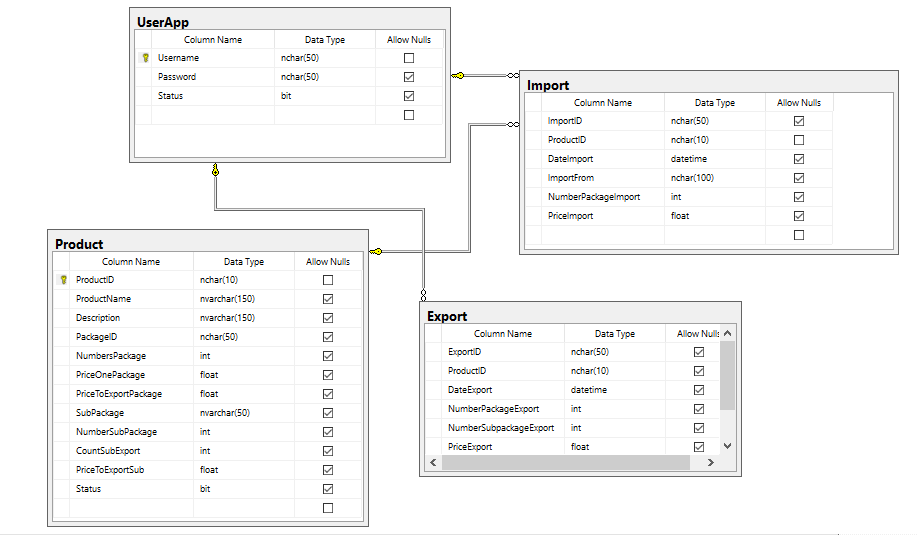 UserApp
Column Name Data Type Allow Nulls
Username nchar(50)
Password nchar(50)
Status bit
Import
Column Name Data Type Allow Nulls
ImportID nchar(50)
ProductID nchar(10)
DateImport datetime
ImportFrom nchar(100)
NumberPackageImport int
PriceImport float
Product
Column Name Data Type Allow Nulls
ProductID nchar(10)
ProductName nvarchar(150)
Description nvarchar(150)
PackageID nchar(50)
NumbersPackage int
PriceOnePackage float
PriceToExportPackage float
SubPackage nvarchar(50)
NumberSubPackage int
CountSubExport int
PriceToExportSub float
Status bit
Export
Column Name Data Type Allow Nulls
ExportID nchar(50)
ProductID nchar(10)
DateExport datetime
NumberPackageExport int
NumberSubpackageExport int
PriceExport float